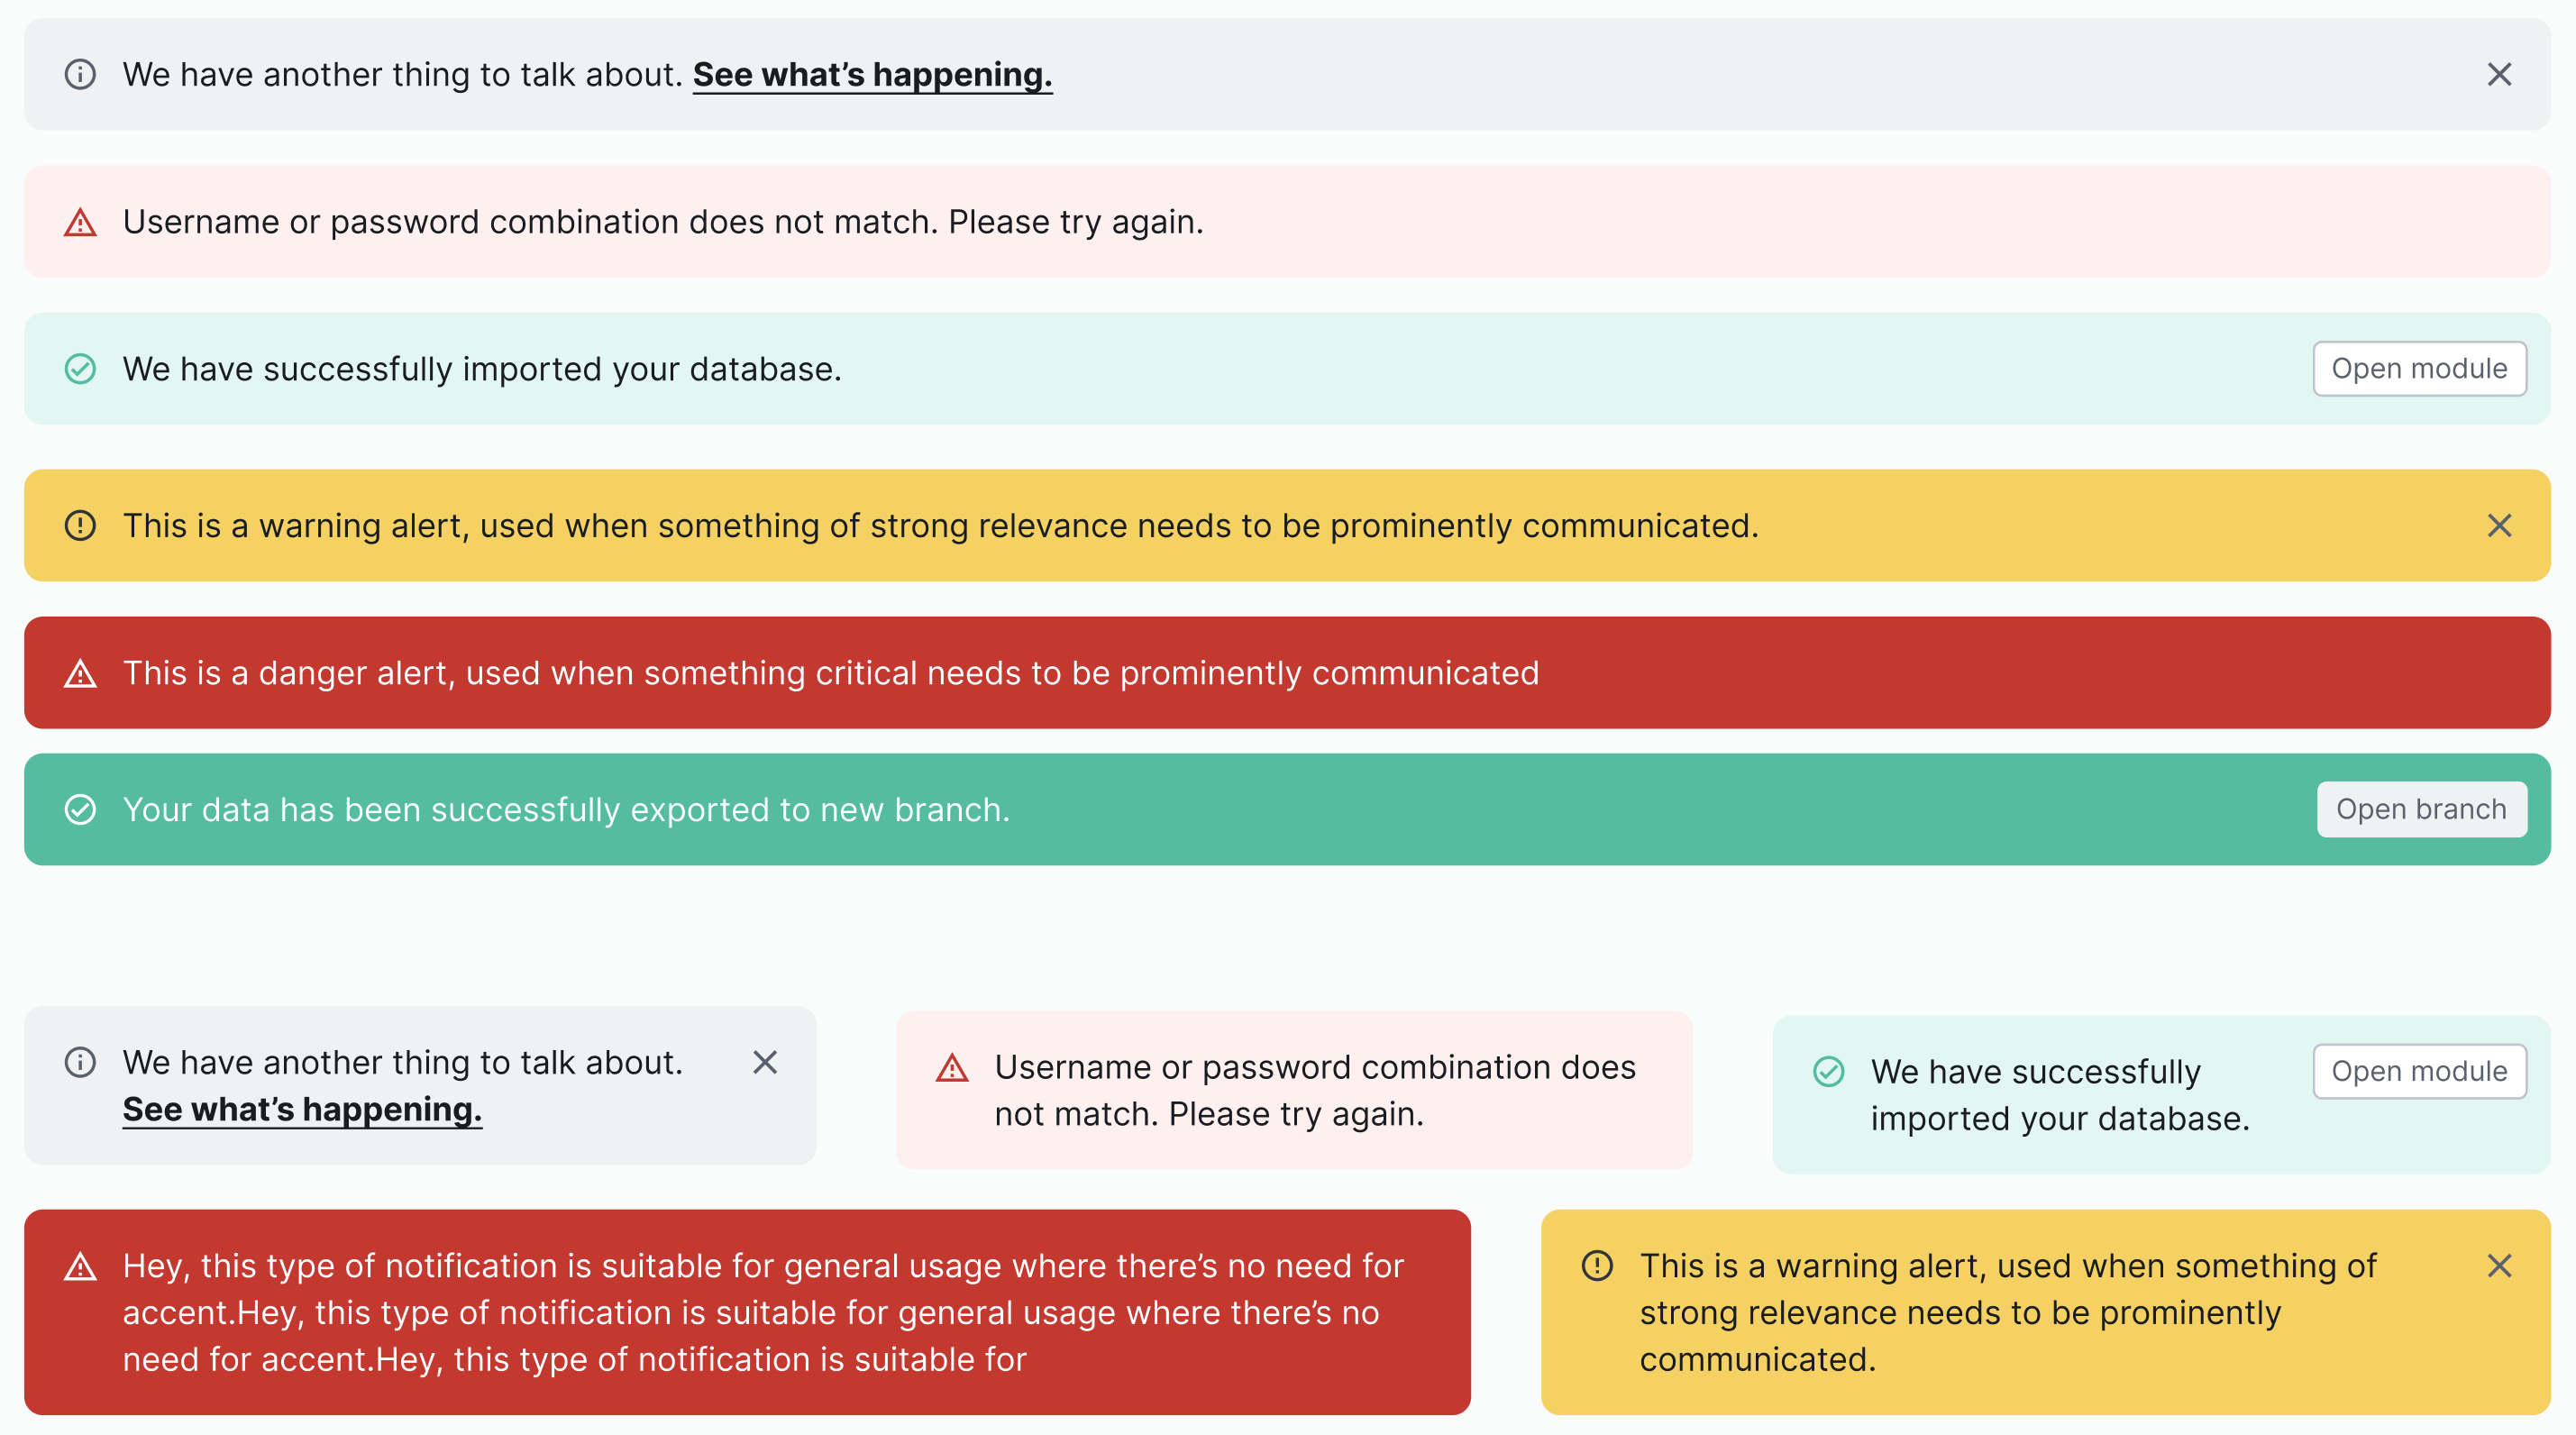 We have another thing to talk about. See what’s happening.
Username or password combination does not match. Please try again.
We have successfully imported your database.
Open module
This is a warning alert, used when something of strong relevance needs to be prominently communicated.
This is a danger alert, used when something critical needs to be prominently communicated
Your data has been successfully exported to new branch.
Open branch
We have another thing to talk about.
See what’s happening.
Username or password combination does
not match. Please try again.
We have successfully
imported your database.
Open module
Hey, this type of notification is suitable for general usage where there’s no need for
accent.Hey, this type of notification is suitable for general usage where there’s no
need for accent.Hey, this type of notification is suitable for
This is a warning alert, used when something of
strong relevance needs to be prominently
communicated.